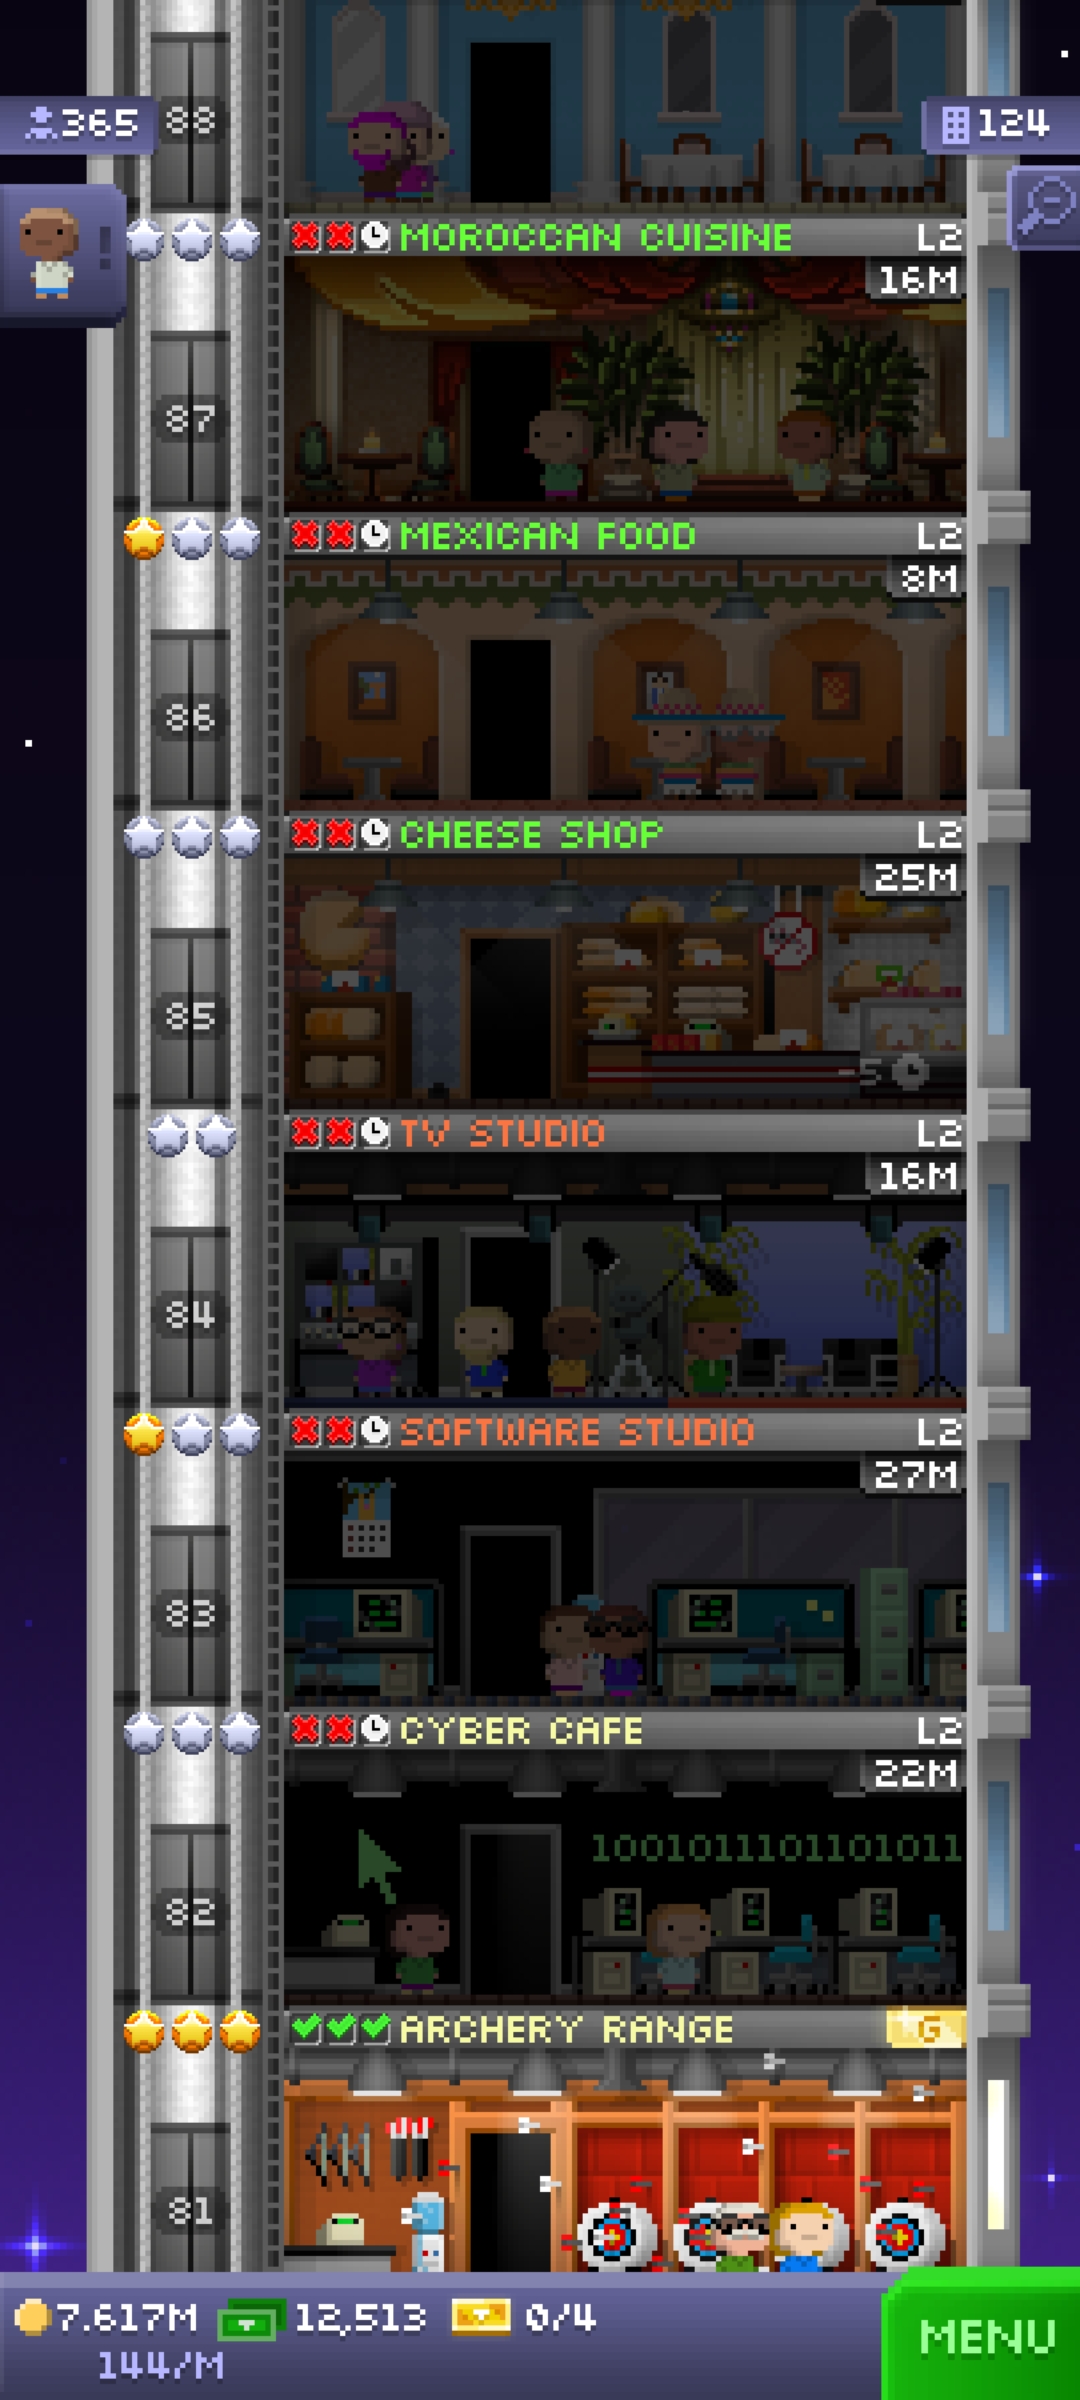 365
88
124
MOROCCAN CUISINE L2
16M
87
MEXICAN FOOD L2
8M
86
CHEESE SHOP L2
25M
85
-5
TV STUDIO L2
16M
84
SOFTWARE STUDIO L2
27M
83
CYBER CAFE L2
22M
1001011101101011
82
ARCHERY RANGE G
81
7.617M 12,513 0/4
144/M
MENU